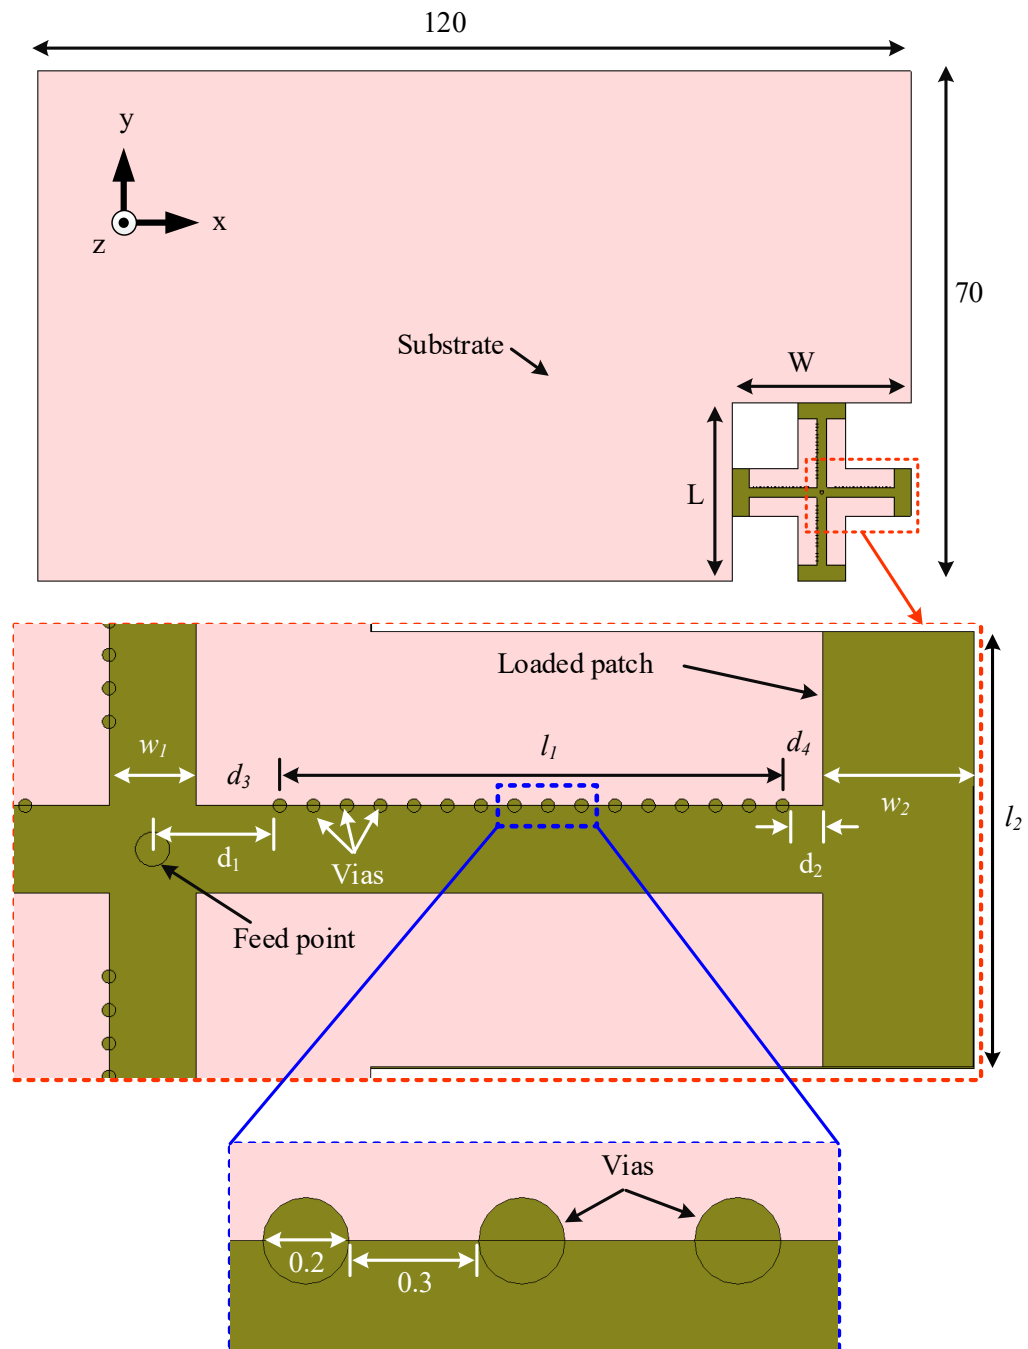 120
y
x
z
70
Substrate
W
L
Loaded patch
w₁
l₁
d₃
d₄
w₂
l₂
d₁
d₂
Vias
Feed point
Vias
0.2
0.3